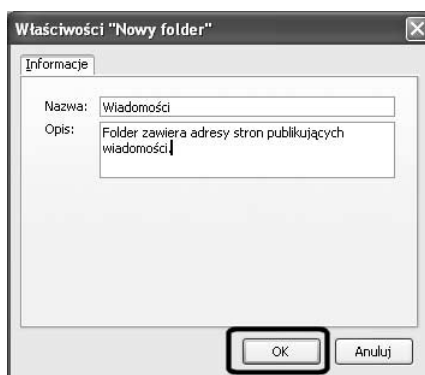 Właściwości "Nowy folder"
Informacje
Nazwa: Wiadomości
Opis: Folder zawiera adresy stron publikujących
wiadomości.
OK Anuluj